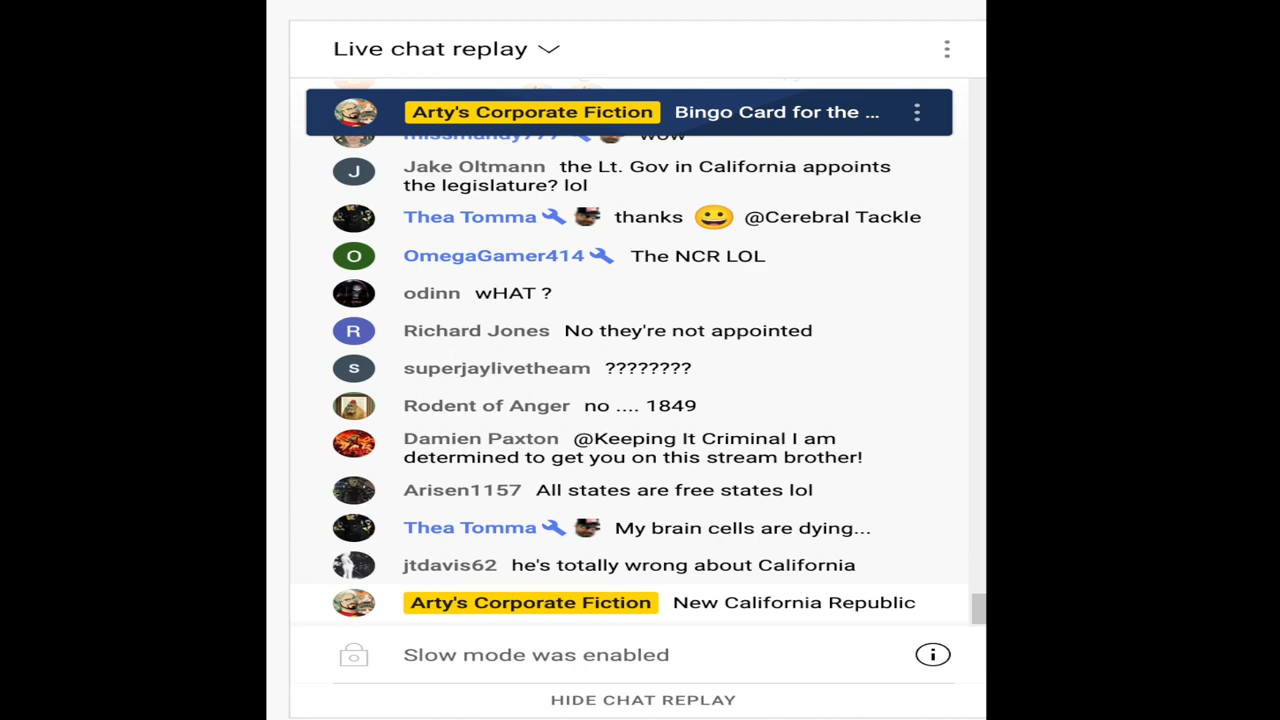 Live chat replay
Arty's Corporate Fiction Bingo Card for the ...
missmandy777 wow
Jake Oltmann the Lt. Gov in California appoints
the legislature? lol
Thea Tomma thanks 😀 @Cerebral Tackle
OmegaGamer414 The NCR LOL
odinn wHAT ?
Richard Jones No they're not appointed
superjaylivetheam ????????
Rodent of Anger no .... 1849
Damien Paxton @Keeping It Criminal I am
determined to get you on this stream brother!
Arisen1157 All states are free states lol
Thea Tomma My brain cells are dying...
jtdavis62 he's totally wrong about California
Arty's Corporate Fiction New California Republic
Slow mode was enabled
HIDE CHAT REPLAY